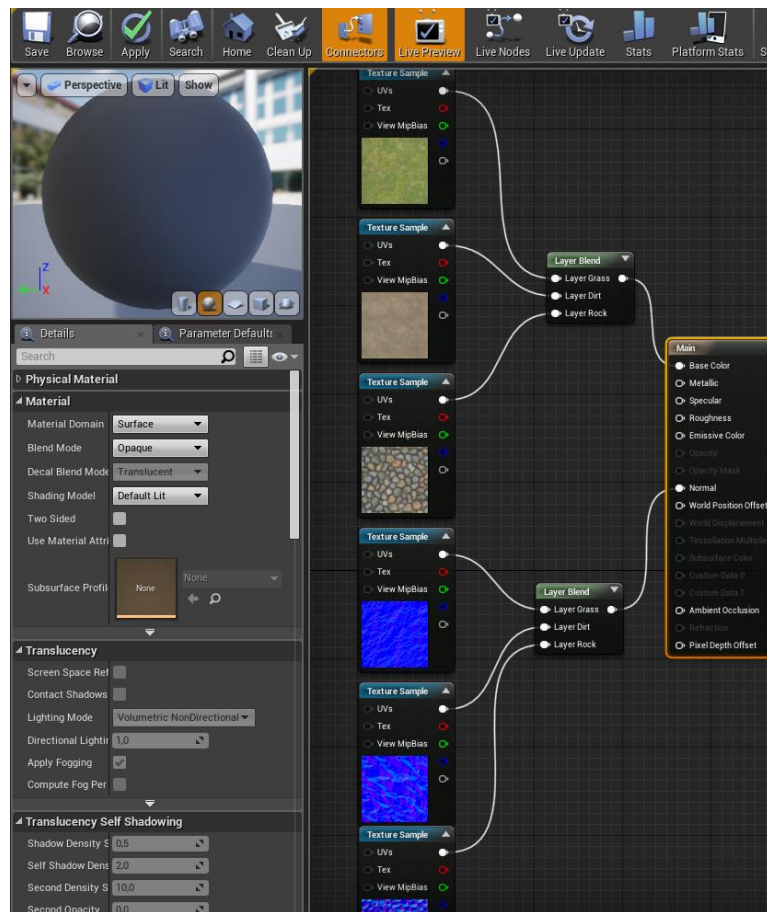 Save Browse Apply Search Home Clean Up Connectors Live Preview Live Nodes Live Update Stats Platform Stats S
Perspective Lit Show
Z
X
Details Parameter Defaults
Search
Physical Material
Material
Material Domain Surface
Blend Mode Opaque
Decal Blend Mode Translucent
Shading Model Default Lit
Two Sided
Use Material Attri
Subsurface Profil None None
Translucency
Screen Space Ref
Contact Shadows
Lighting Mode Volumetric NonDirectional
Directional Lightir 1,0
Apply Fogging
Compute Fog Per
Translucency Self Shadowing
Shadow Density S 0,5
Self Shadow Dens 2,0
Second Density S 10,0
Second Opacity 0,0
Texture Sample
UVs
Tex
View MipBias
Texture Sample
UVs
Tex
View MipBias
Texture Sample
UVs
Tex
View MipBias
Texture Sample
UVs
Tex
View MipBias
Texture Sample
UVs
Tex
View MipBias
Texture Sample
UVs
Tex
View MipBias
Layer Blend
Layer Grass
Layer Dirt
Layer Rock
Layer Blend
Layer Grass
Layer Dirt
Layer Rock
Main
Base Color
Metallic
Specular
Roughness
Emissive Color
Opacity
Opacity Mask
Normal
World Position Offset
World Displacement
Tessellation Multiplie
Subsurface Color
Custom Data 0
Custom Data 1
Ambient Occlusion
Refraction
Pixel Depth Offset